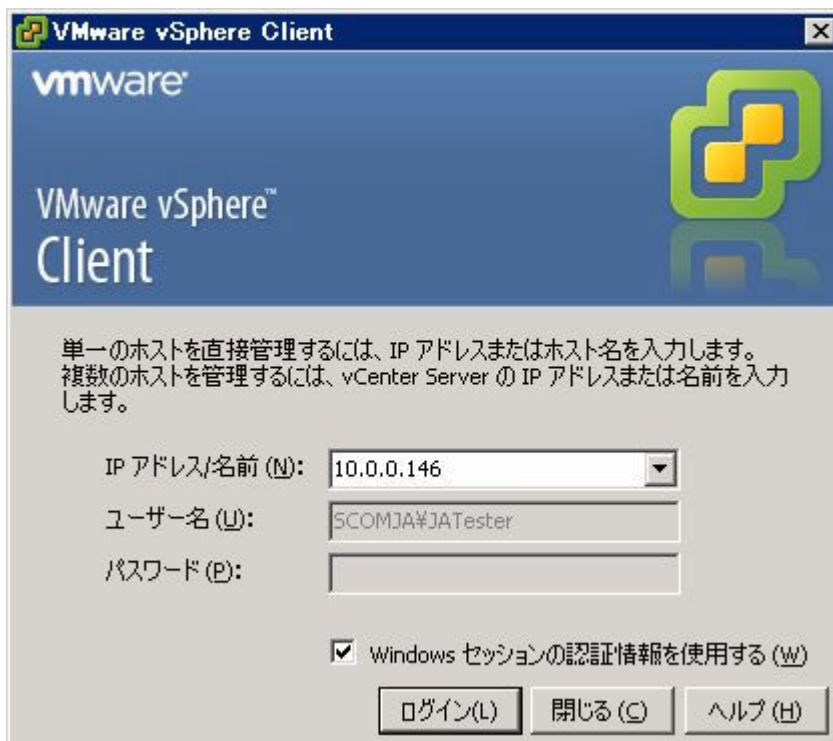 VMware vSphere Client
vmware
VMware vSphere™
Client
単一のホストを直接管理するには、IP アドレスまたはホスト名を入力します。
複数のホストを管理するには、vCenter Server の IP アドレスまたは名前を入力
します。
IP アドレス/名前 (N): 10.0.0.146
ユーザー名 (U): SCOMJA¥JATester
パスワード (P):
Windows セッションの認証情報を使用する (W)
ログイン(L) 閉じる (C) ヘルプ (H)